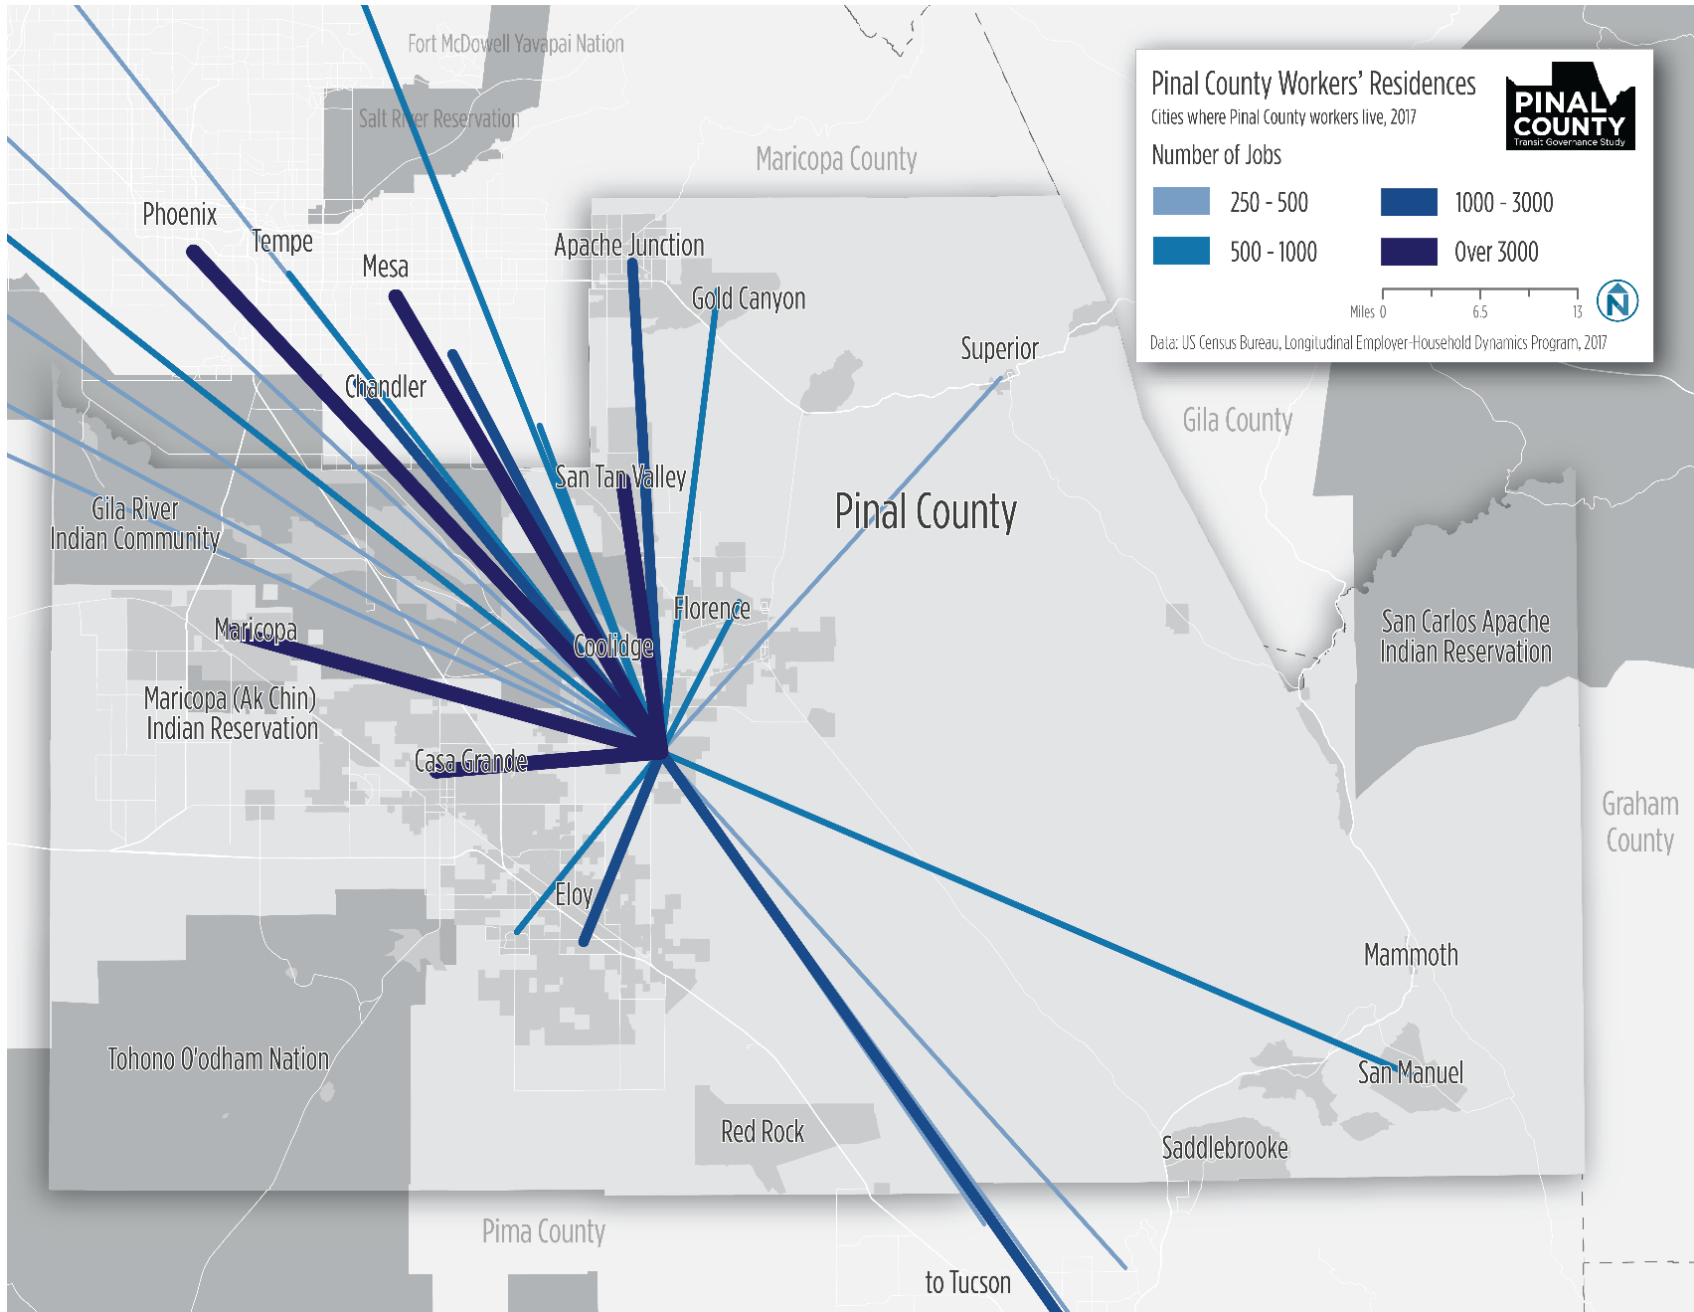 Fort McDowell Yavapai Nation
Salt River Reservation
Maricopa County
Pinal County Workers' Residences
Cities where Pinal County workers live, 2017
Number of Jobs
250 - 500
500 - 1000
1000 - 3000
Over 3000
Miles 0 6.5 13
N
Data: US Census Bureau, Longitudinal Employer-Household Dynamics Program, 2017
PINAL
COUNTY
Transit Governance Study
Phoenix
Tempe
Mesa
Apache Junction
Gold Canyon
Superior
Chandler
Gila County
San Tan Valley
Pinal County
Gila River
Indian Community
Florence
Maricopa
Coolidge
San Carlos Apache
Indian Reservation
Maricopa (Ak Chin)
Indian Reservation
Casa Grande
Graham
County
Eloy
Mammoth
Tohono O'odham Nation
San Manuel
Red Rock
Saddlebrooke
Pima County
to Tucson